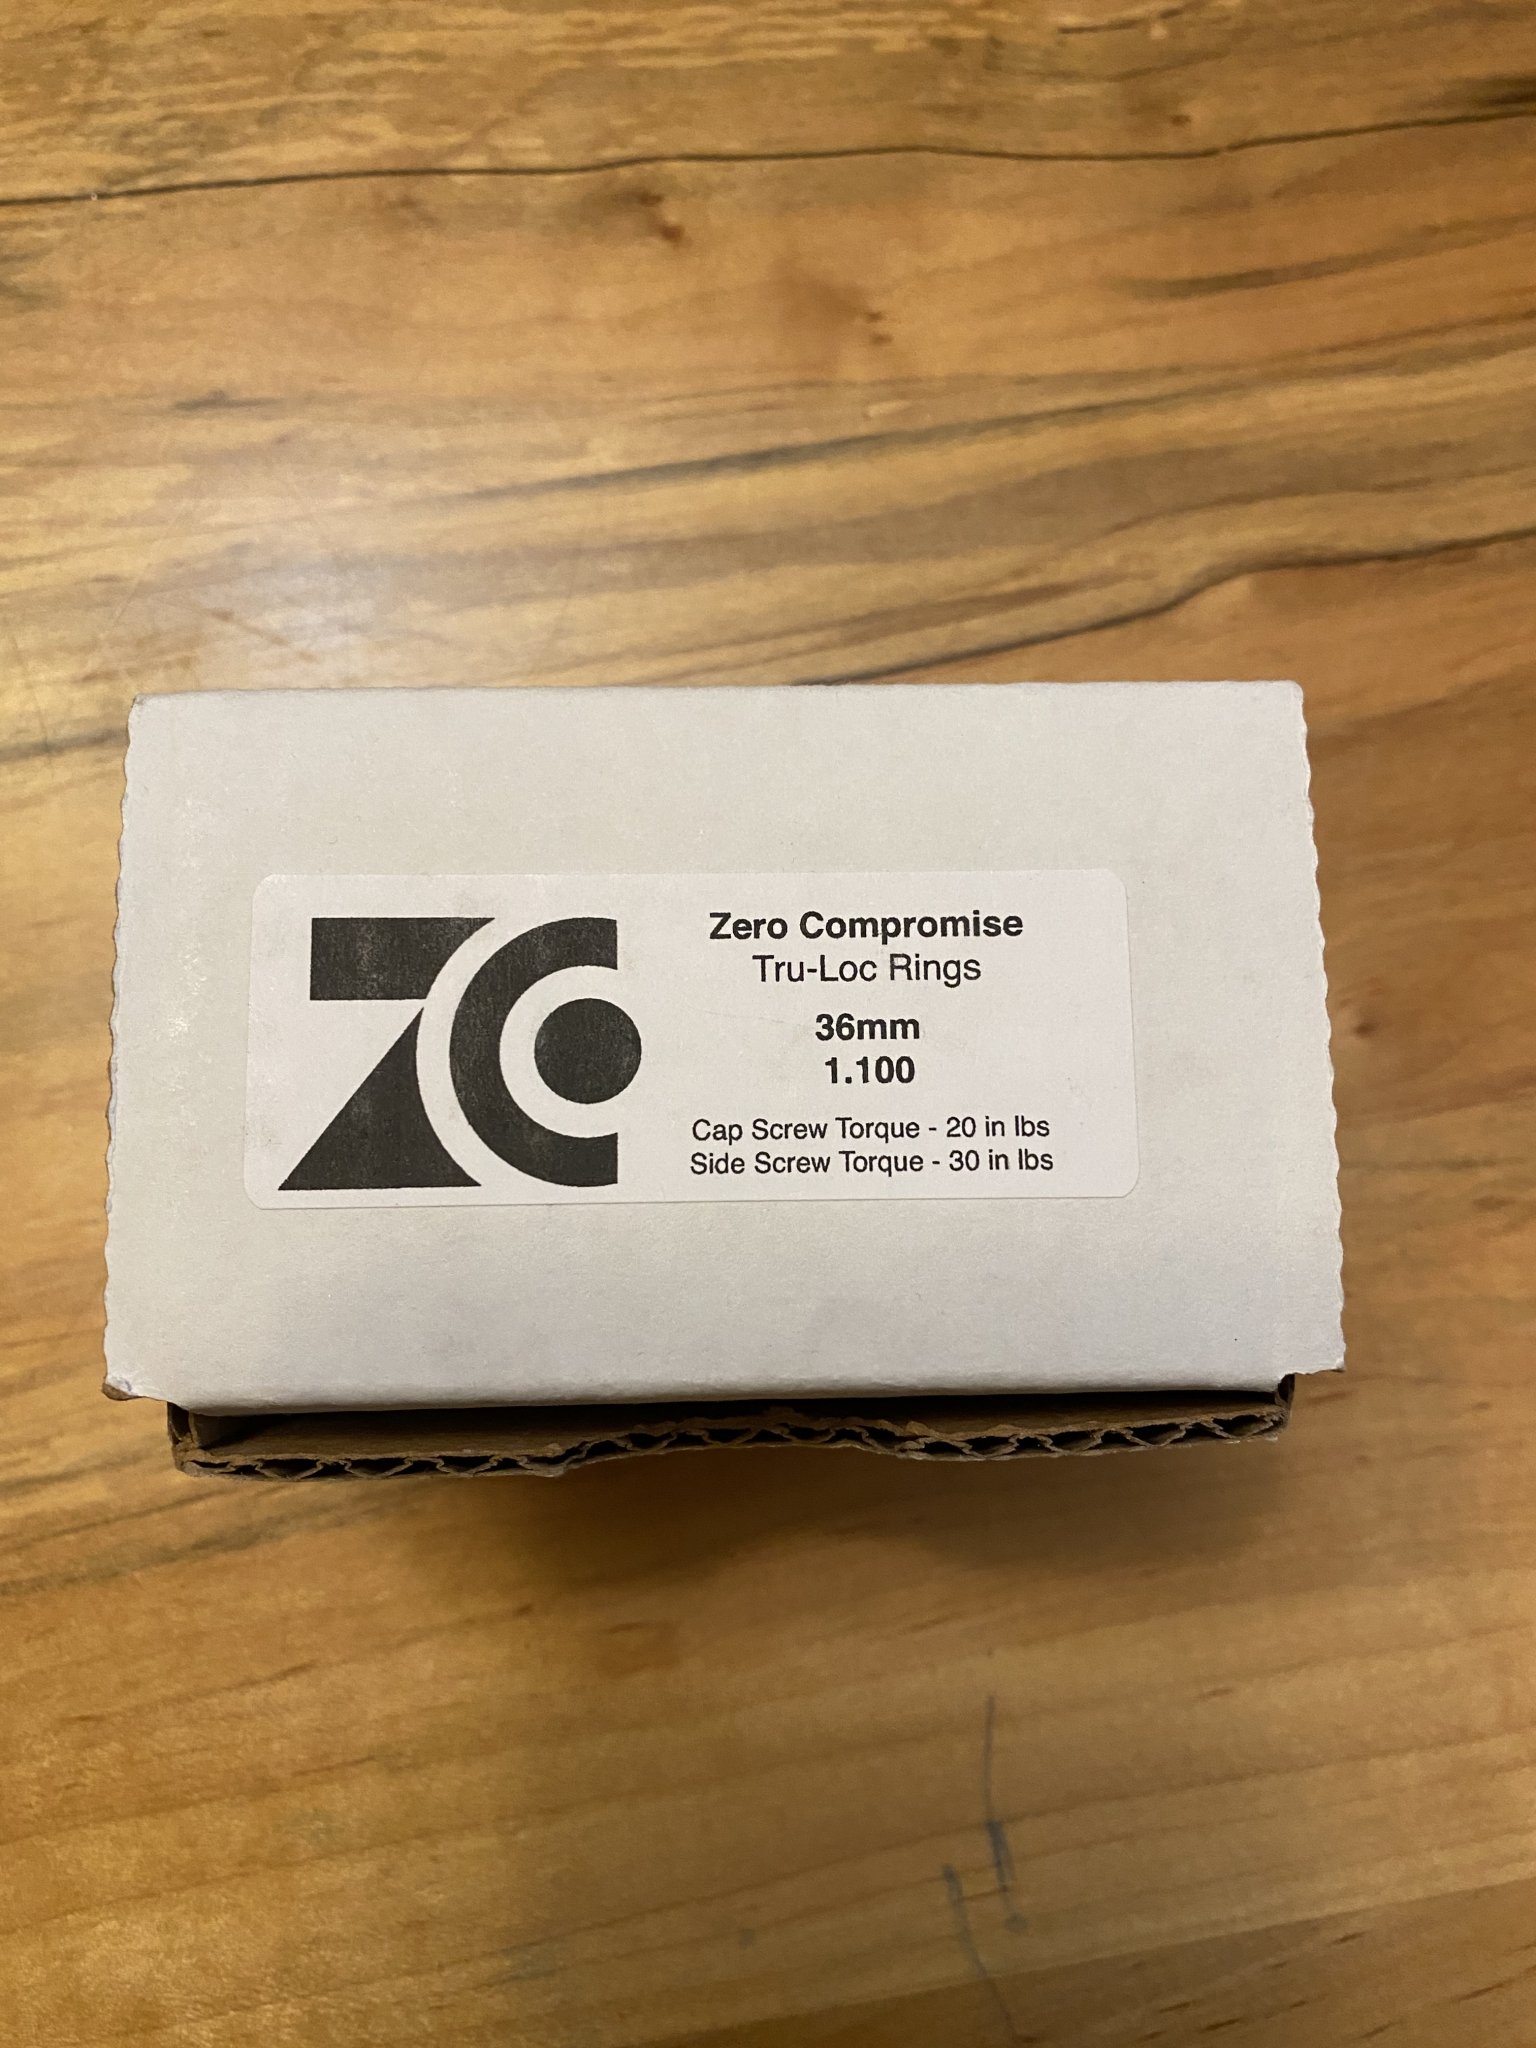 ZCO
Zero Compromise
Tru-Loc Rings
36mm
1.100
Cap Screw Torque - 20 in lbs
Side Screw Torque - 30 in lbs